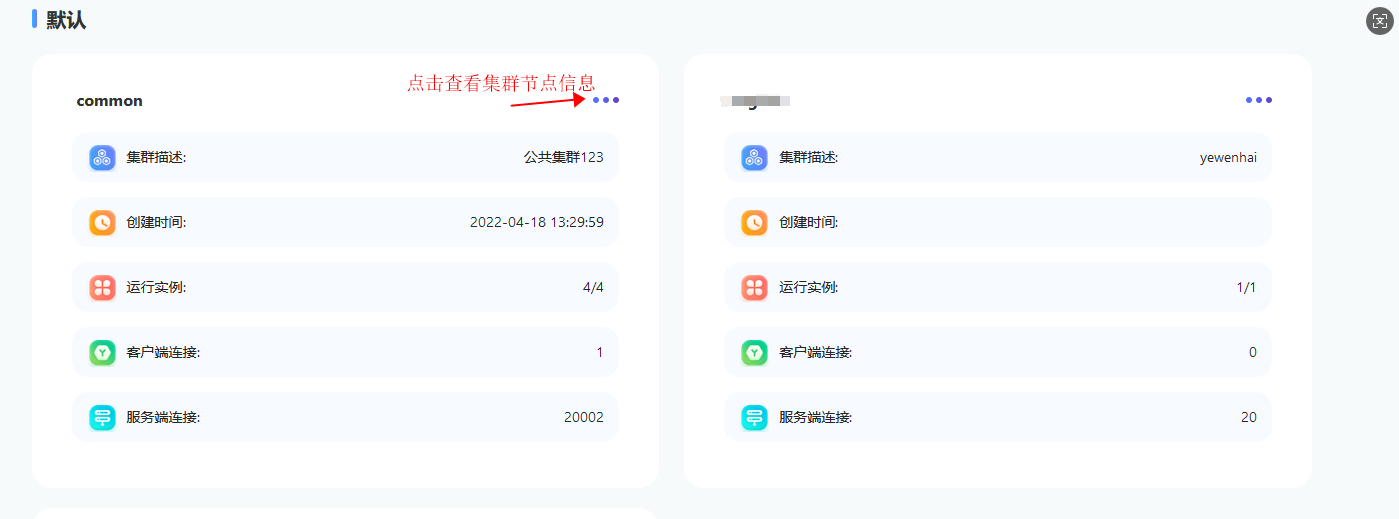 默认
点击查看集群节点信息
common
集群描述:
公共集群123
创建时间:
2022-04-18 13:29:59
运行实例:
4/4
客户端连接:
1
服务端连接:
20002
集群描述:
yewenhai
创建时间:
运行实例:
1/1
客户端连接:
0
服务端连接:
20